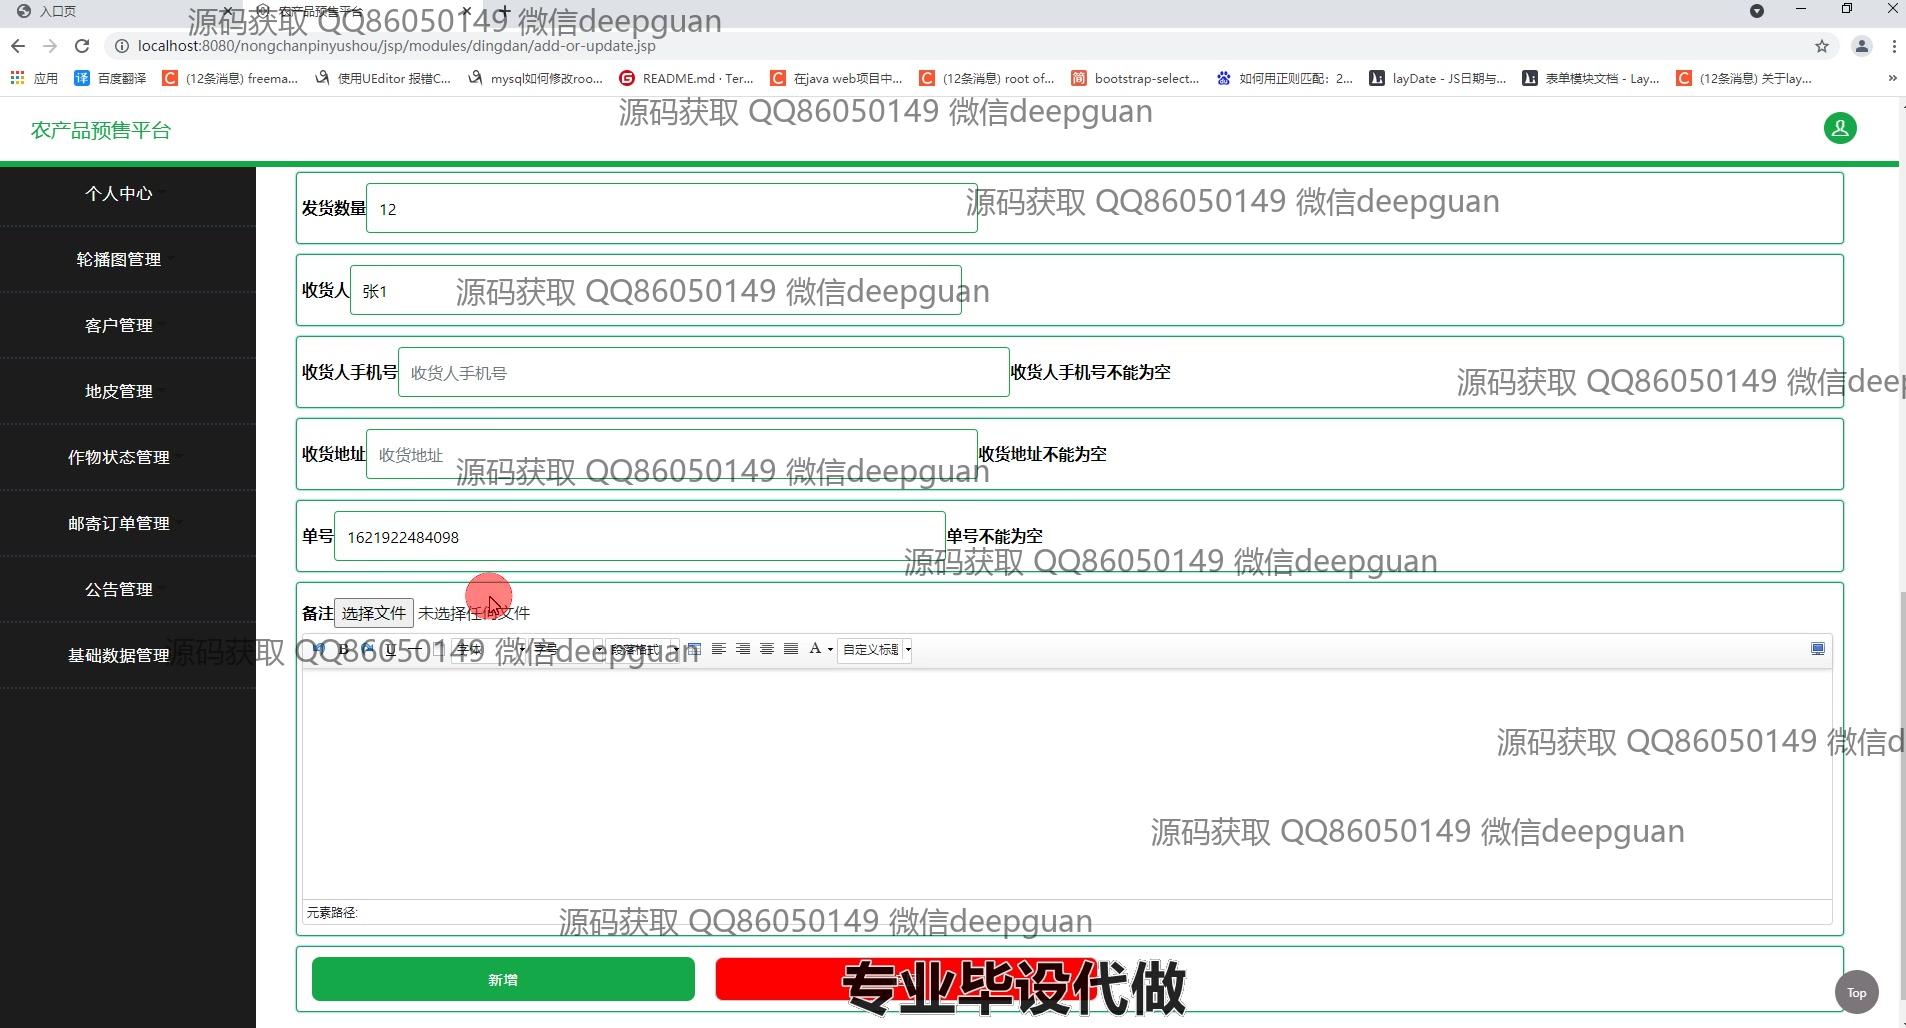 入口页
农产品预售平台
localhost:8080/nongchanpinyushou/jsp/modules/dingdan/add-or-update.jsp
应用 百度翻译 (12条消息) freema... 使用UEditor 报错C... mysql如何修改roo... README.md · Ter... 在java web项目中... (12条消息) root of... bootstrap-select... 如何用正则匹配：2... layDate - JS日期与... 表单模块文档 - Lay... (12条消息) 关于lay...
源码获取 QQ86050149 微信deepguan
源码获取 QQ86050149 微信deepguan
农产品预售平台
个人中心
轮播图管理
客户管理
地皮管理
作物状态管理
邮寄订单管理
公告管理
基础数据管理
发货数量 12
源码获取 QQ86050149 微信deepguan
收货人 张1
源码获取 QQ86050149 微信deepguan
收货人手机号 收货人手机号 收货人手机号不能为空
源码获取 QQ86050149 微信deep
收货地址 收货地址 收货地址不能为空
源码获取 QQ86050149 微信deepguan
单号 1621922484098 单号不能为空
源码获取 QQ86050149 微信deepguan
备注 选择文件 未选择任何文件
B U 字体 字号 段落格式 A 自定义标题
源码获取 QQ86050149 微信deepguan
源码获取 QQ86050149 微信d
源码获取 QQ86050149 微信deepguan
元素路径:
源码获取 QQ86050149 微信deepguan
新增
专业毕设代做
Top